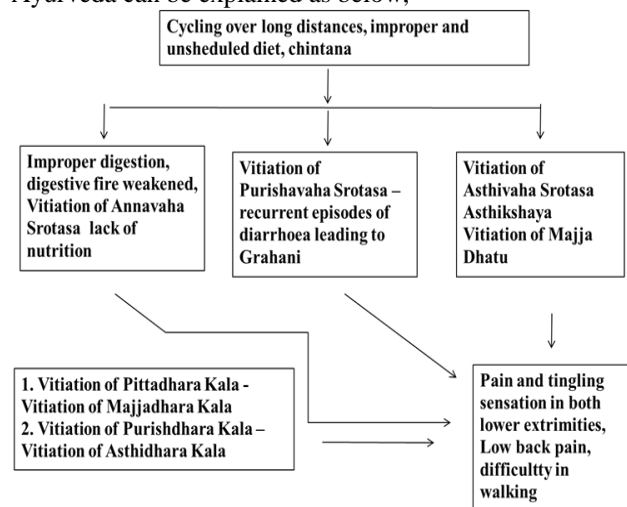 Ayurveda can be explained as below;
Cycling over long distances, improper and
unsheduled diet, chintana
Improper digestion,
digestive fire weakened,
Vitiation of Annavaha
Srotasa lack of
nutrition
Vitiation of
Purishavaha Srotasa –
recurrent episodes of
diarrhoea leading to
Grahani
Vitiation of
Asthivaha Srotasa
Asthikshaya
Vitiation of Majja
Dhatu
1. Vitiation of Pittadhara Kala -
Vitiation of Majjadhara Kala
2. Vitiation of Purishdhara Kala –
Vitiation of Asthidhara Kala
Pain and tingling
sensation in both
lower extrimities,
Low back pain,
difficultty in
walking